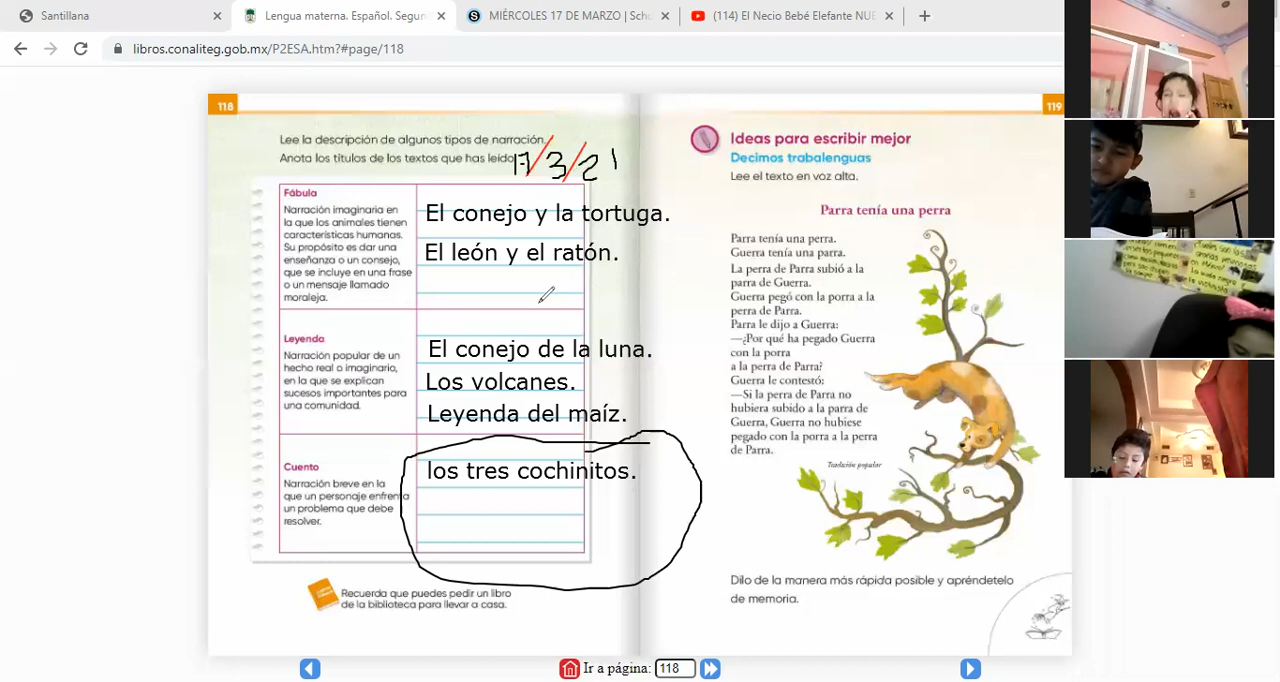 Santillana
Lengua materna. Español. Segun
MIÉRCOLES 17 DE MARZO | Sch
(114) El Necio Bebé Elefante NUE
libros.conaliteg.gob.mx/P2ESA.htm?#page/118
118
Lee la descripción de algunos tipos de narración.
Anota los títulos de los textos que has leído
17/3/21
Fábula
Narración imaginaria en
la que los animales tienen
características humanas.
Su propósito es dar una
enseñanza o un consejo,
que se incluye en una frase
o un mensaje llamado
moraleja.
El conejo y la tortuga.
El león y el ratón.
Leyenda
Narración popular de un
hecho real o imaginario,
en la que se explican
sucesos importantes para
una comunidad.
El conejo de la luna.
Los volcanes.
Leyenda del maíz.
Cuento
Narración breve en la
que un personaje enfrenta
un problema que debe
resolver.
los tres cochinitos.
Recuerda que puedes pedir un libro
de la biblioteca para llevar a casa.
119
Ideas para escribir mejor
Decimos trabalenguas
Lee el texto en voz alta.
Parra tenía una perra
Parra tenía una perra.
Guerra tenía una parra.
La perra de Parra subió a la
parra de Guerra.
Guerra pegó con la porra a la
perra de Parra.
Parra le dijo a Guerra:
—¿Por qué ha pegado Guerra
con la porra
a la perra de Parra?
Guerra le contestó:
—Si la perra de Parra no
hubiera subido a la parra de
Guerra, Guerra no hubiese
pegado con la porra a la perra
de Parra.
Tradición popular
Dilo de la manera más rápida posible y apréndetelo
de memoria.
Ir a página: 118